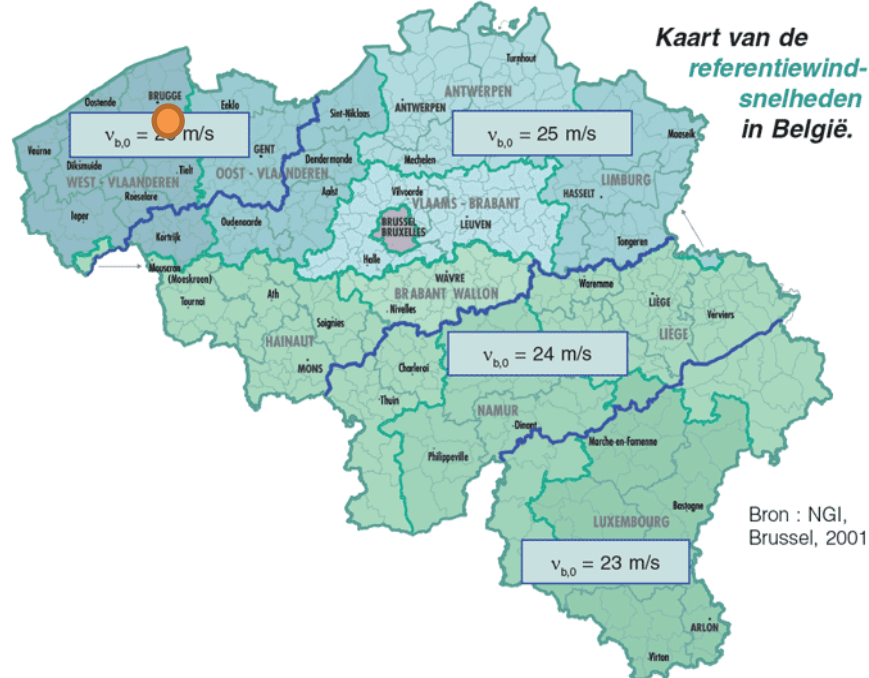 Kaart van de
referentiewind-
snelheden
in België.
Turnhout
ANTWERPEN
ANTWERPEN
BRUGGE
Oostende
Eeklo
Sint-Niklaas
v b,0 = m/s
v b,0 = 25 m/s
Maaseik
Veurne
GENT
Dendermonde
Mechelen
Diksmuide
Tielt
OOST - VLAANDEREN
WEST - VLAANDEREN
LIMBURG
Roeselare
Aalst
Vilvoorde
HASSELT
VLAAMS - BRABANT
Ieper
Oudenaarde
BRUSSEL
BRUXELLES
LEUVEN
Kortrijk
Tongeren
Halle
Mouscron
(Moeskroen)
WAVRE
Waremme
Ath
BRABANT WALLON
Tournai
LIÈGE
Nivelles
Verviers
Soignies
LIÈGE
HAINAUT
v b,0 = 24 m/s
MONS
Charleroi
Thuin
NAMUR
Dinant
Marche-en-Famenne
Philippeville
Bastogne
Bron : NGI,
Brussel, 2001
LUXEMBOURG
v b,0 = 23 m/s
ARLON
Virton